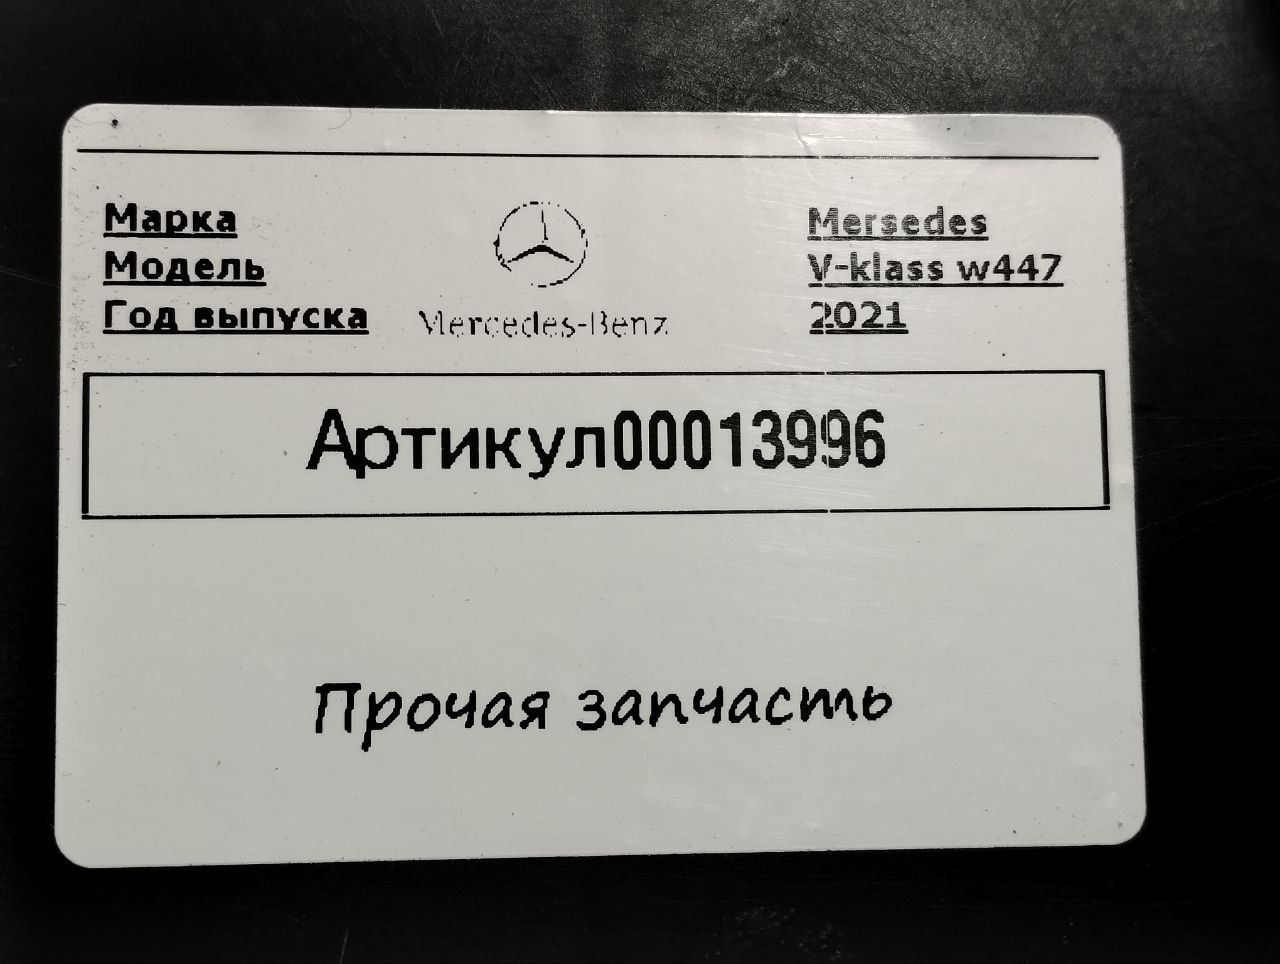 Марка
Mersedes
Модель
V-klass w447
Год выпуска
2021
Mercedes-Benz
Артикул00013996
Прочая запчасть